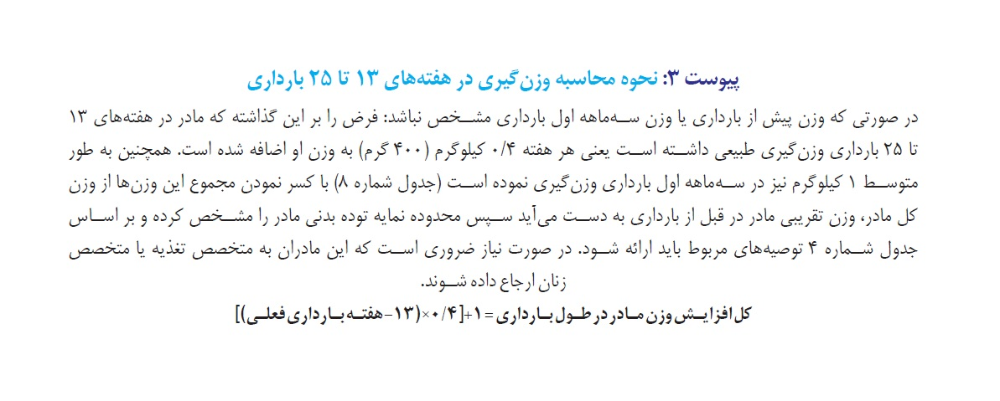 پیوست ۳: نحوه محاسبه وزن‌گیری در هفته‌های ۱۳ تا ۲۵ بارداری
در صورتی که وزن پیش از بارداری یا وزن سه‌ماهه اول بارداری مشخص نباشد: فرض را بر این گذاشته که مادر در هفته‌های ۱۳
تا ۲۵ بارداری وزن‌گیری طبیعی داشته است یعنی هر هفته ۰/۴ کیلوگرم (۴۰۰ گرم) به وزن او اضافه شده است. همچنین به طور
متوسط ۱ کیلوگرم نیز در سه‌ماهه اول بارداری وزن‌گیری نموده است (جدول شماره ۸) با کسر نمودن مجموع این وزن‌ها از وزن
کل مادر، وزن تقریبی مادر در قبل از بارداری به دست می‌آید سپس محدوده نمایه توده بدنی مادر را مشخص کرده و بر اساس
جدول شماره ۴ توصیه‌های مربوط باید ارائه شود. در صورت نیاز ضروری است که این مادران به متخصص تغذیه یا متخصص
زنان ارجاع داده شوند.
کل افزایش وزن مادر در طول بارداری = ۱+[۰/۴×(۱۳-هفته بارداری فعلی)]